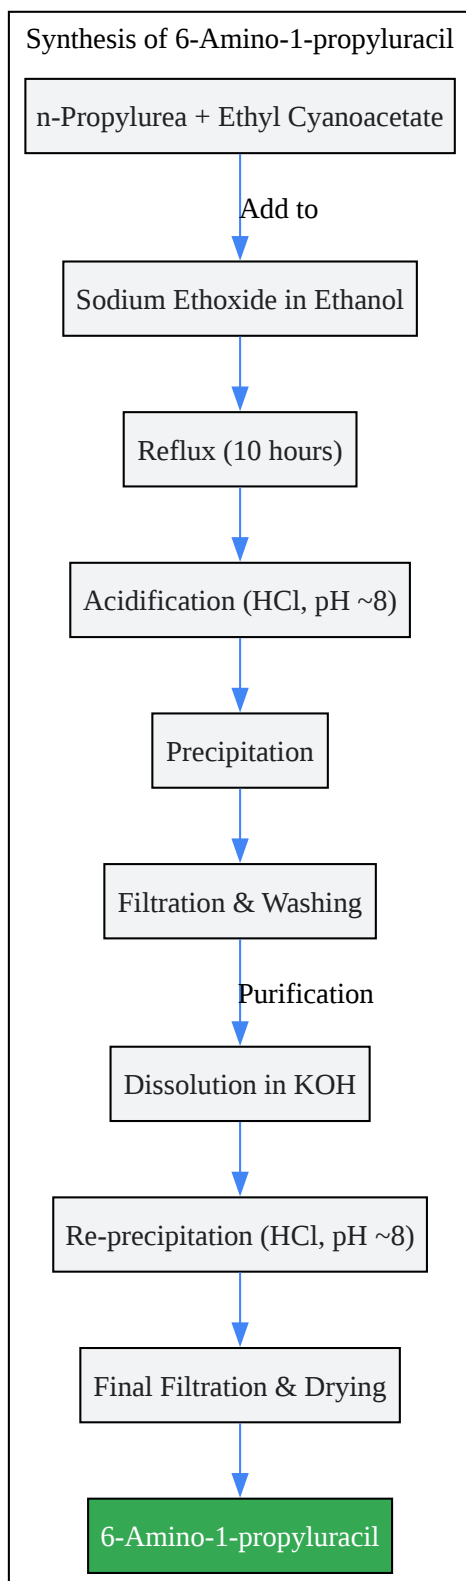 Synthesis of 6-Amino-1-propyluracil
n-Propylurea + Ethyl Cyanoacetate
Add to
Sodium Ethoxide in Ethanol
Reflux (10 hours)
Acidification (HCl, pH ~8)
Precipitation
Filtration & Washing
Purification
Dissolution in KOH
Re-precipitation (HCl, pH ~8)
Final Filtration & Drying
6-Amino-1-propyluracil